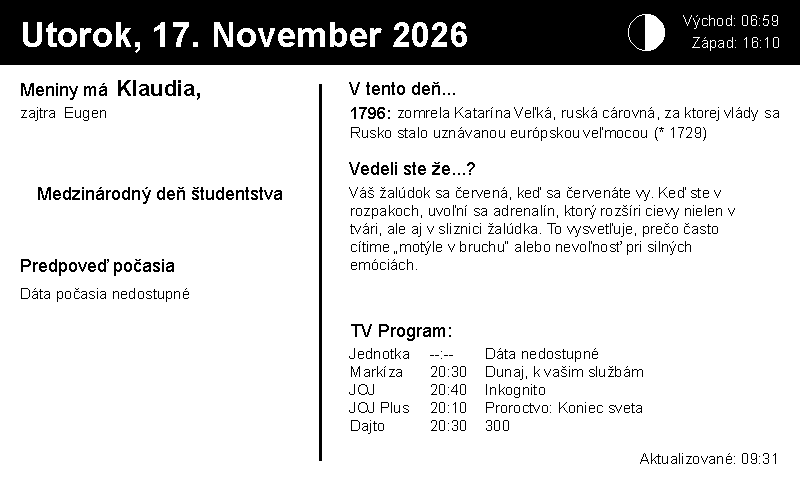 Utorok, 17. November 2026
Východ: 06:59
Západ: 16:10
Meniny má Klaudia,
zajtra Eugen
Medzinárodný deň študentstva
Predpoveď počasia
Dáta počasia nedostupné
V tento deň...
1796: zomrela Katarína Veľká, ruská cárovná, za ktorej vlády sa
Rusko stalo uznávanou európskou veľmocou (* 1729)
Vedeli ste že...?
Váš žalúdok sa červená, keď sa červenáte vy. Keď ste v
rozpakoch, uvoľní sa adrenalín, ktorý rozšíri cievy nielen v
tvári, ale aj v sliznici žalúdka. To vysvetľuje, prečo často
cítime „motýle v bruchu“ alebo nevoľnosť pri silných
emóciách.
TV Program:
Jednotka --:-- Dáta nedostupné
Markíza 20:30 Dunaj, k vašim službám
JOJ 20:40 Inkognito
JOJ Plus 20:10 Proroctvo: Koniec sveta
Dajto 20:30 300
Aktualizované: 09:31